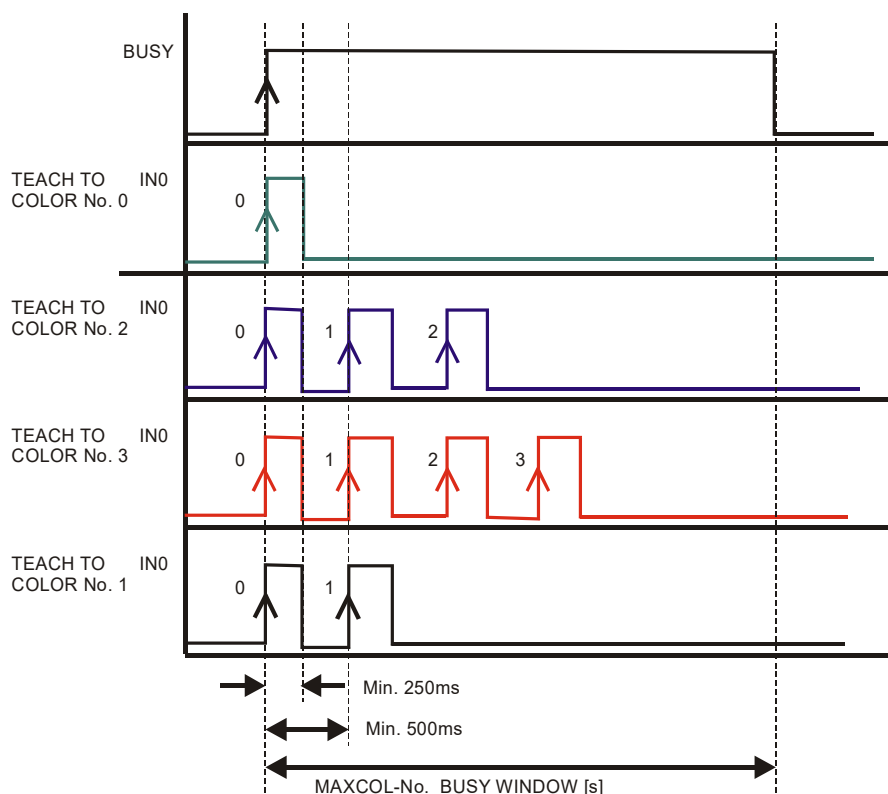 BUSY
TEACH TO IN0
COLOR No. 0
0
TEACH TO IN0
COLOR No. 2
0 1 2
TEACH TO IN0
COLOR No. 3
0 1 2 3
TEACH TO IN0
COLOR No. 1
0 1
Min. 250ms
Min. 500ms
MAXCOL-No. BUSY WINDOW [s]